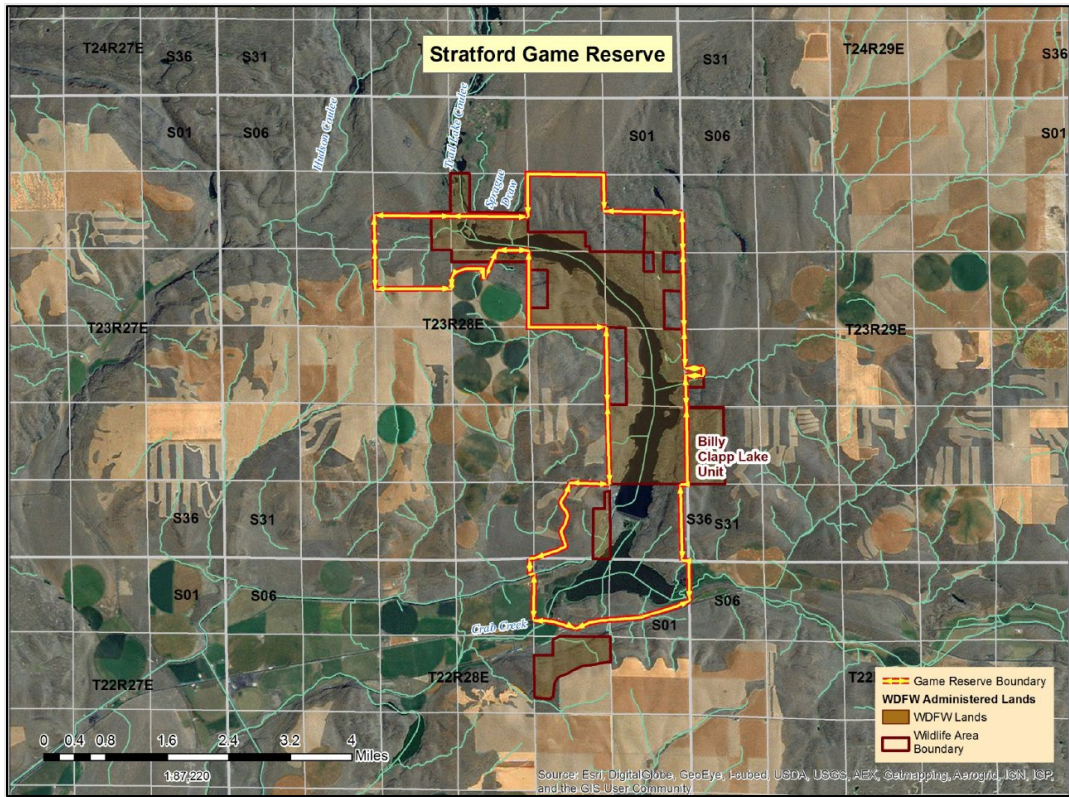 Stratford Game Reserve
T24R27E
S36
S31
S31
T24R29E
S36
Hudson Coulee
Trail Lake Coulee
S01
S06
S01
S06
S01
Sprague
Draw
T23R27E
T23R28E
T23R29E
Billy
Clapp Lake
Unit
S36
S31
S36
S31
S01
S06
S06
Crab Creek
S01
T22R27E
T22R28E
T22
Game Reserve Boundary
WDFW Administered Lands
WDFW Lands
Wildlife Area
Boundary
0 0.4 0.8 1.6 2.4 3.2 4
Miles
1:87,220
Source: Esri, DigitalGlobe, GeoEye, i-cubed, USDA, USGS, AEX, Getmapping, Aerogrid, IGN, IGP,
and the GIS User Community